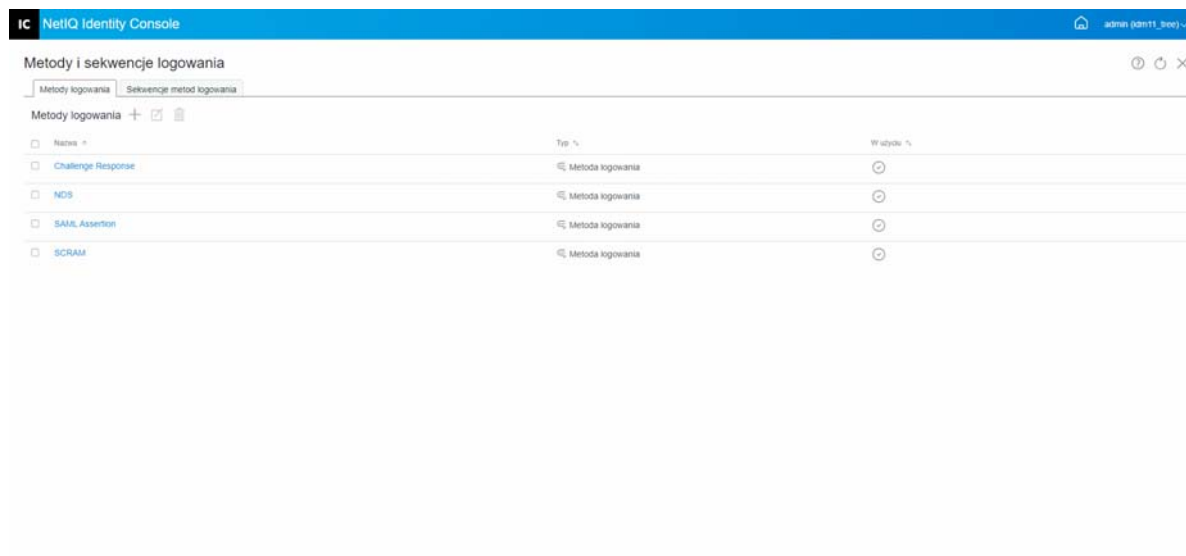 IC NetIQ Identity Console admin (idm11_tree)
Metody i sekwencje logowania
Metody logowania Sekwencje metod logowania
Metody logowania
Nazwa Typ W użyciu
Challenge Response Metoda logowania
NDS Metoda logowania
SAML Assertion Metoda logowania
SCRAM Metoda logowania